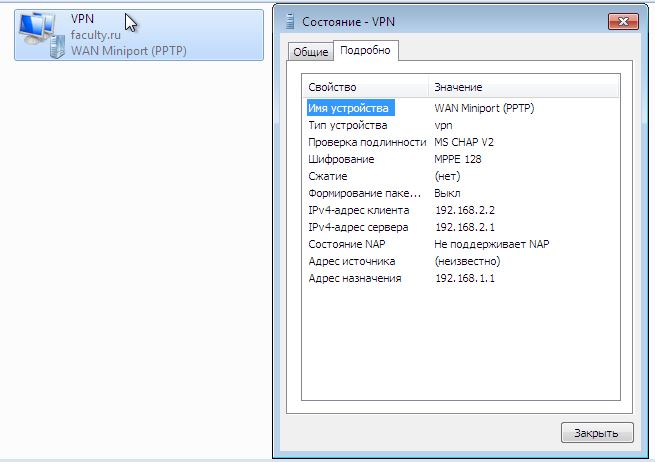 VPN
faculty.ru
WAN Miniport (PPTP)
Состояние - VPN
Общие
Подробно
Свойство Значение
Имя устройства WAN Miniport (PPTP)
Тип устройства vpn
Проверка подлинности MS CHAP V2
Шифрование MPPE 128
Сжатие (нет)
Формирование паке... Выкл
IPv4-адрес клиента 192.168.2.2
IPv4-адрес сервера 192.168.2.1
Состояние NAP Не поддерживает NAP
Адрес источника (неизвестно)
Адрес назначения 192.168.1.1
Закрыть